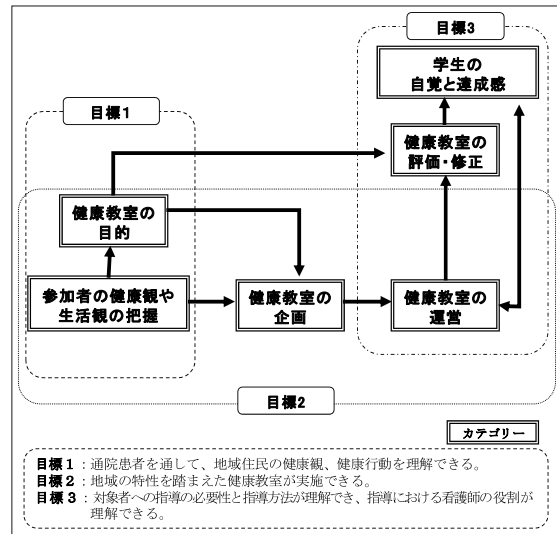 目標3
学生の
自覚と達成感
目標1
健康教室の
評価・修正
健康教室の
目的
参加者の健康観や
生活観の把握
健康教室の
企画
健康教室の
運営
目標2
カテゴリー
目標1：通院患者を通して、地域住民の健康観、健康行動を理解できる。
目標2：地域の特性を踏まえた健康教室が実施できる。
目標3：対象者への指導の必要性と指導方法が理解でき、指導における看護師の役割が
理解できる。